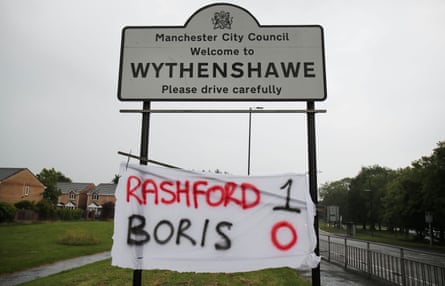 Manchester City Council
Welcome to
WYTHENSHAWE
Please drive carefully
RASHFORD 1
BORIS 0